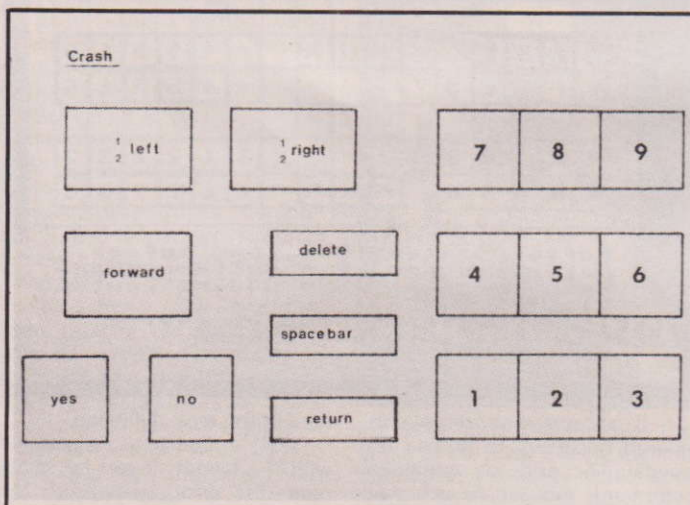 Crash
1/2 left 1/2 right 7 8 9
forward delete 4 5 6
spacebar
yes no return 1 2 3